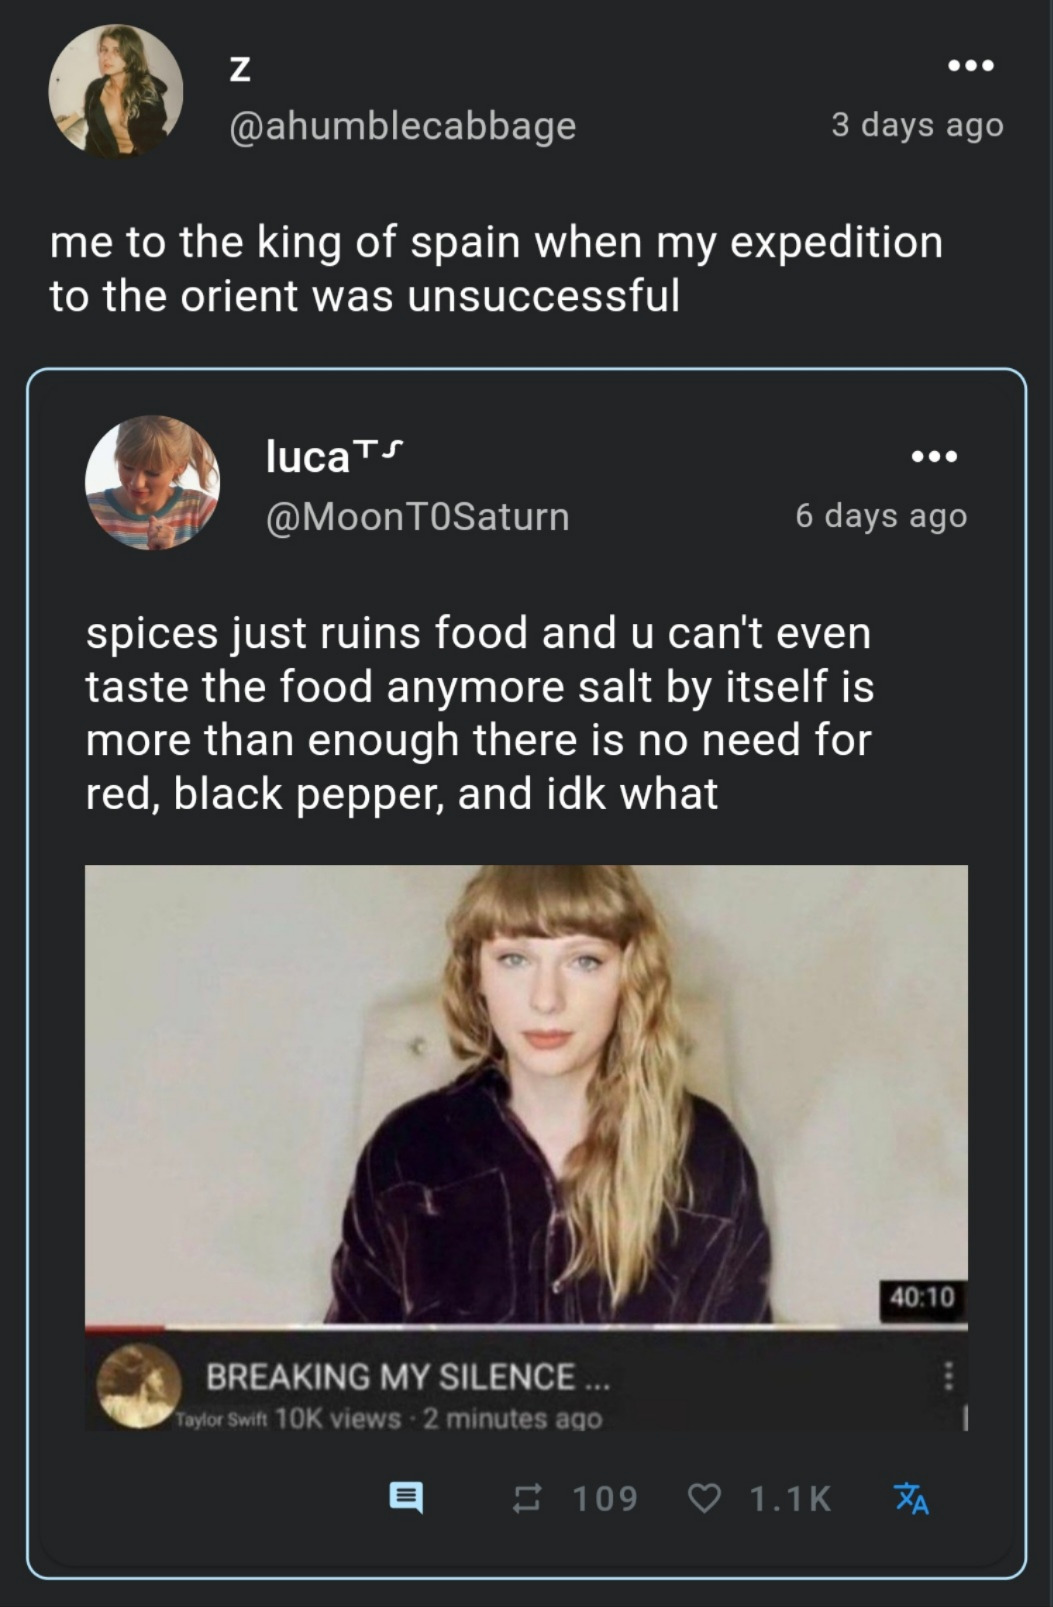 z
@ahumblecabbage
3 days ago
me to the king of spain when my expedition
to the orient was unsuccessful
lucaᵀᔆ
@MoonT0Saturn
6 days ago
spices just ruins food and u can't even
taste the food anymore salt by itself is
more than enough there is no need for
red, black pepper, and idk what
40:10
BREAKING MY SILENCE ...
Taylor Swift 10K views · 2 minutes ago
109
1.1K